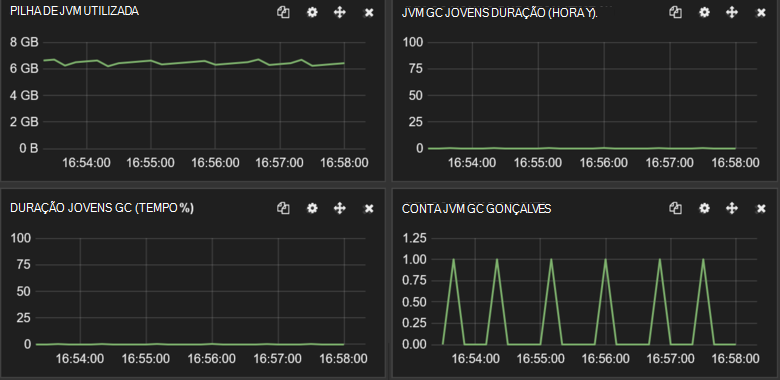 PILHA DE JVM UTILIZADA
8 GB
6 GB
4 GB
2 GB
0 B
16:54:00 16:55:00 16:56:00 16:57:00 16:58:00
JVM GC JOVENS DURAÇÃO (HORA Y).
100
75
50
25
0
16:54:00 16:55:00 16:56:00 16:57:00 16:58:00
DURAÇÃO JOVENS GC (TEMPO %)
100
75
50
25
0
16:54:00 16:55:00 16:56:00 16:57:00 16:58:00
CONTA JVM GC GONÇALVES
1.25
1.00
0.75
0.50
0.25
0.00
16:54:00 16:55:00 16:56:00 16:57:00 16:58:00